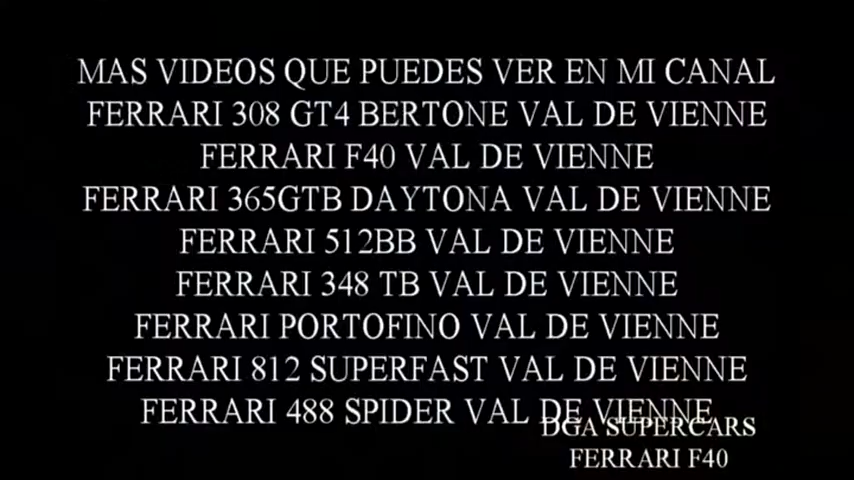 MAS VIDEOS QUE PUEDES VER EN MI CANAL
FERRARI 308 GT4 BERTONE VAL DE VIENNE
FERRARI F40 VAL DE VIENNE
FERRARI 365GTB DAYTONA VAL DE VIENNE
FERRARI 512BB VAL DE VIENNE
FERRARI 348 TB VAL DE VIENNE
FERRARI PORTOFINO VAL DE VIENNE
FERRARI 812 SUPERFAST VAL DE VIENNE
FERRARI 488 SPIDER VAL DE VIENNE
DGA SUPERCARS
FERRARI F40